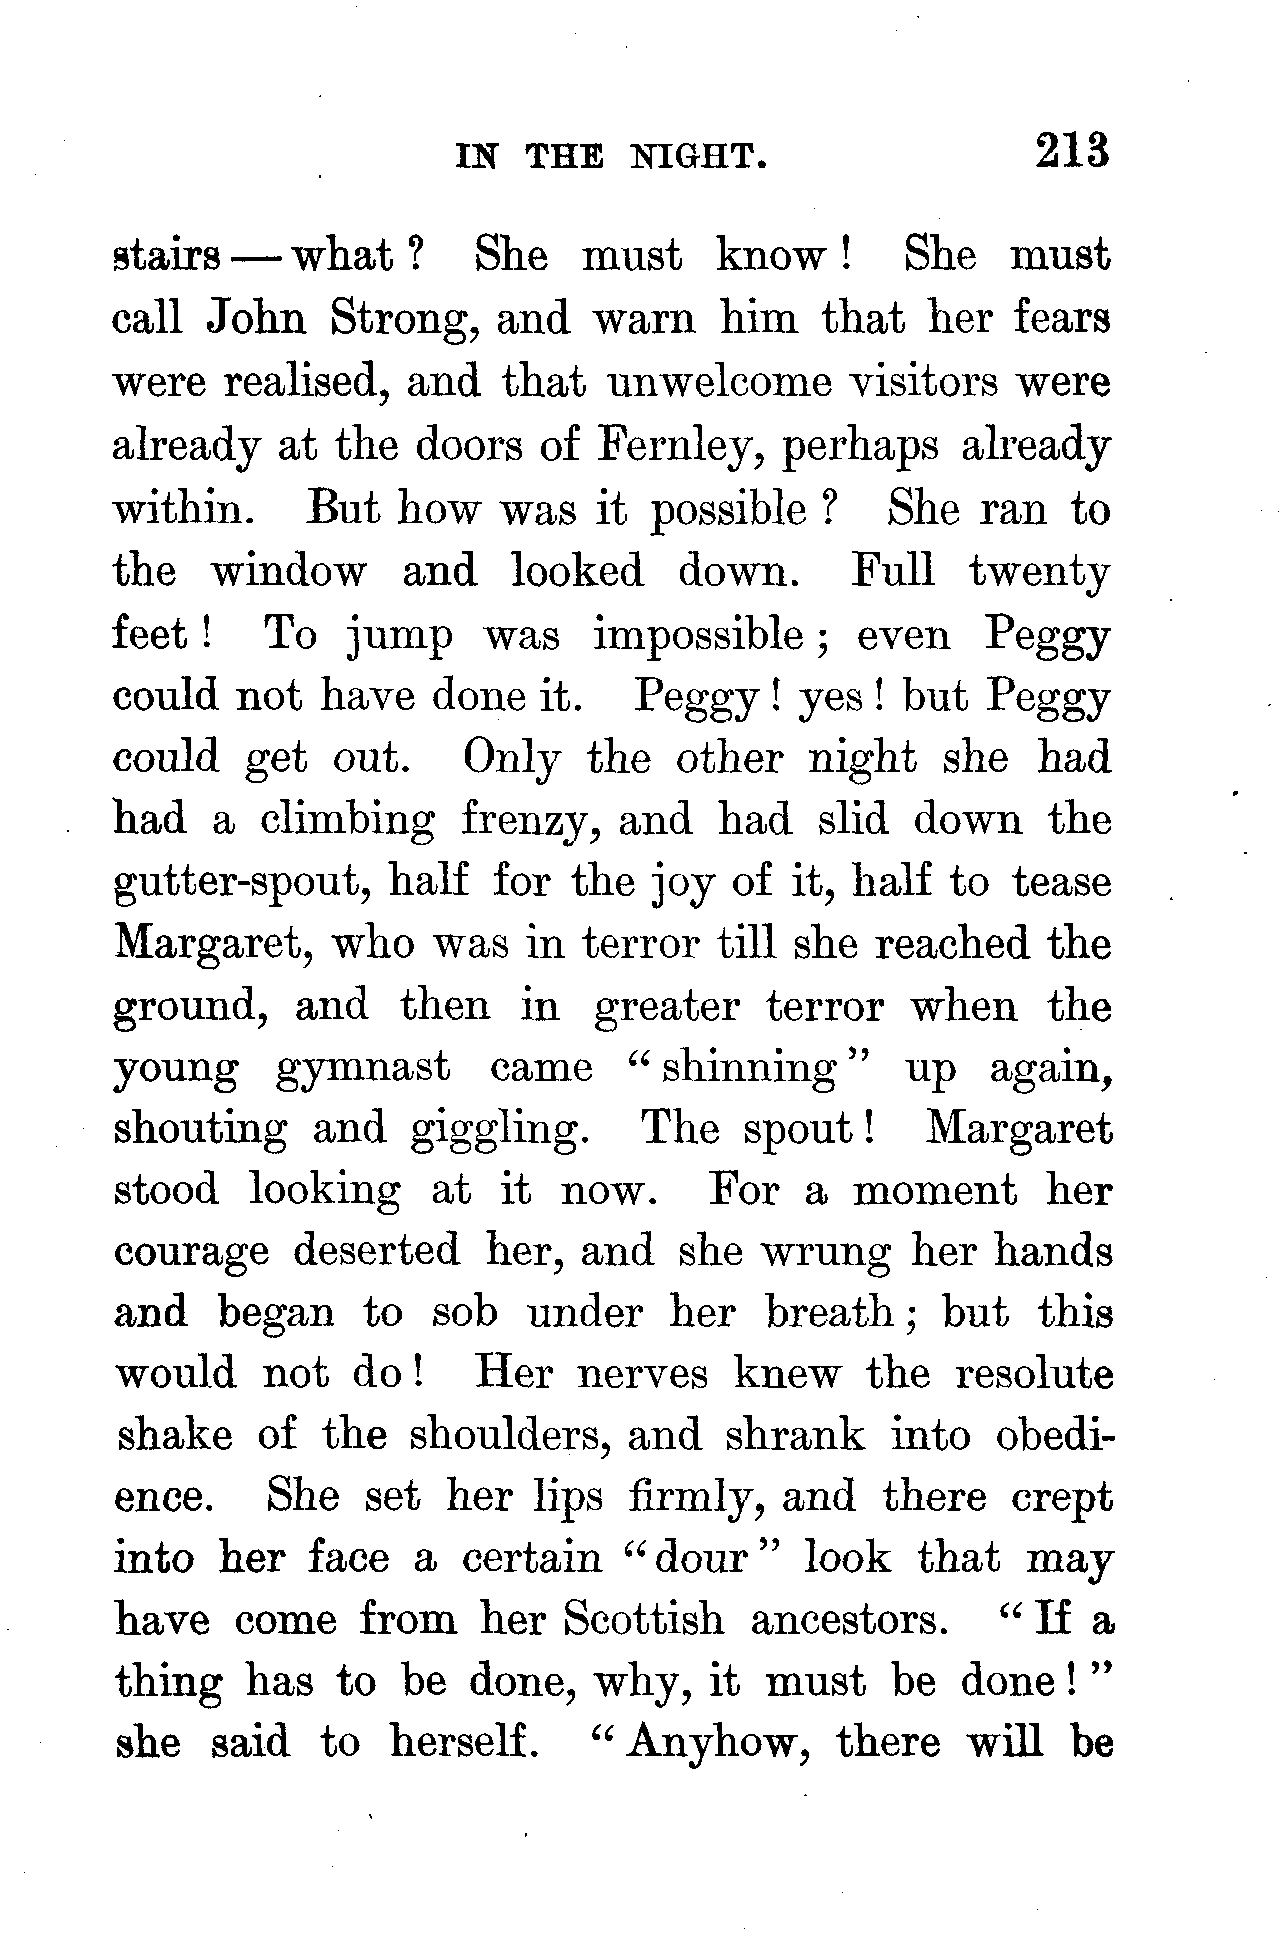 IN THE NIGHT. 213
stairs — what ? She must know ! She must
call John Strong, and warn him that her fears
were realised, and that unwelcome visitors were
already at the doors of Fernley, perhaps already
within. But how was it possible ? She ran to
the window and looked down. Full twenty
feet ! To jump was impossible ; even Peggy
could not have done it. Peggy ! yes ! but Peggy
could get out. Only the other night she had
had a climbing frenzy, and had slid down the
gutter-spout, half for the joy of it, half to tease
Margaret, who was in terror till she reached the
ground, and then in greater terror when the
young gymnast came “ shinning ” up again,
shouting and giggling. The spout ! Margaret
stood looking at it now. For a moment her
courage deserted her, and she wrung her hands
and began to sob under her breath ; but this
would not do ! Her nerves knew the resolute
shake of the shoulders, and shrank into obedi-
ence. She set her lips firmly, and there crept
into her face a certain “ dour ” look that may
have come from her Scottish ancestors. “ If a
thing has to be done, why, it must be done ! ”
she said to herself. “ Anyhow, there will be